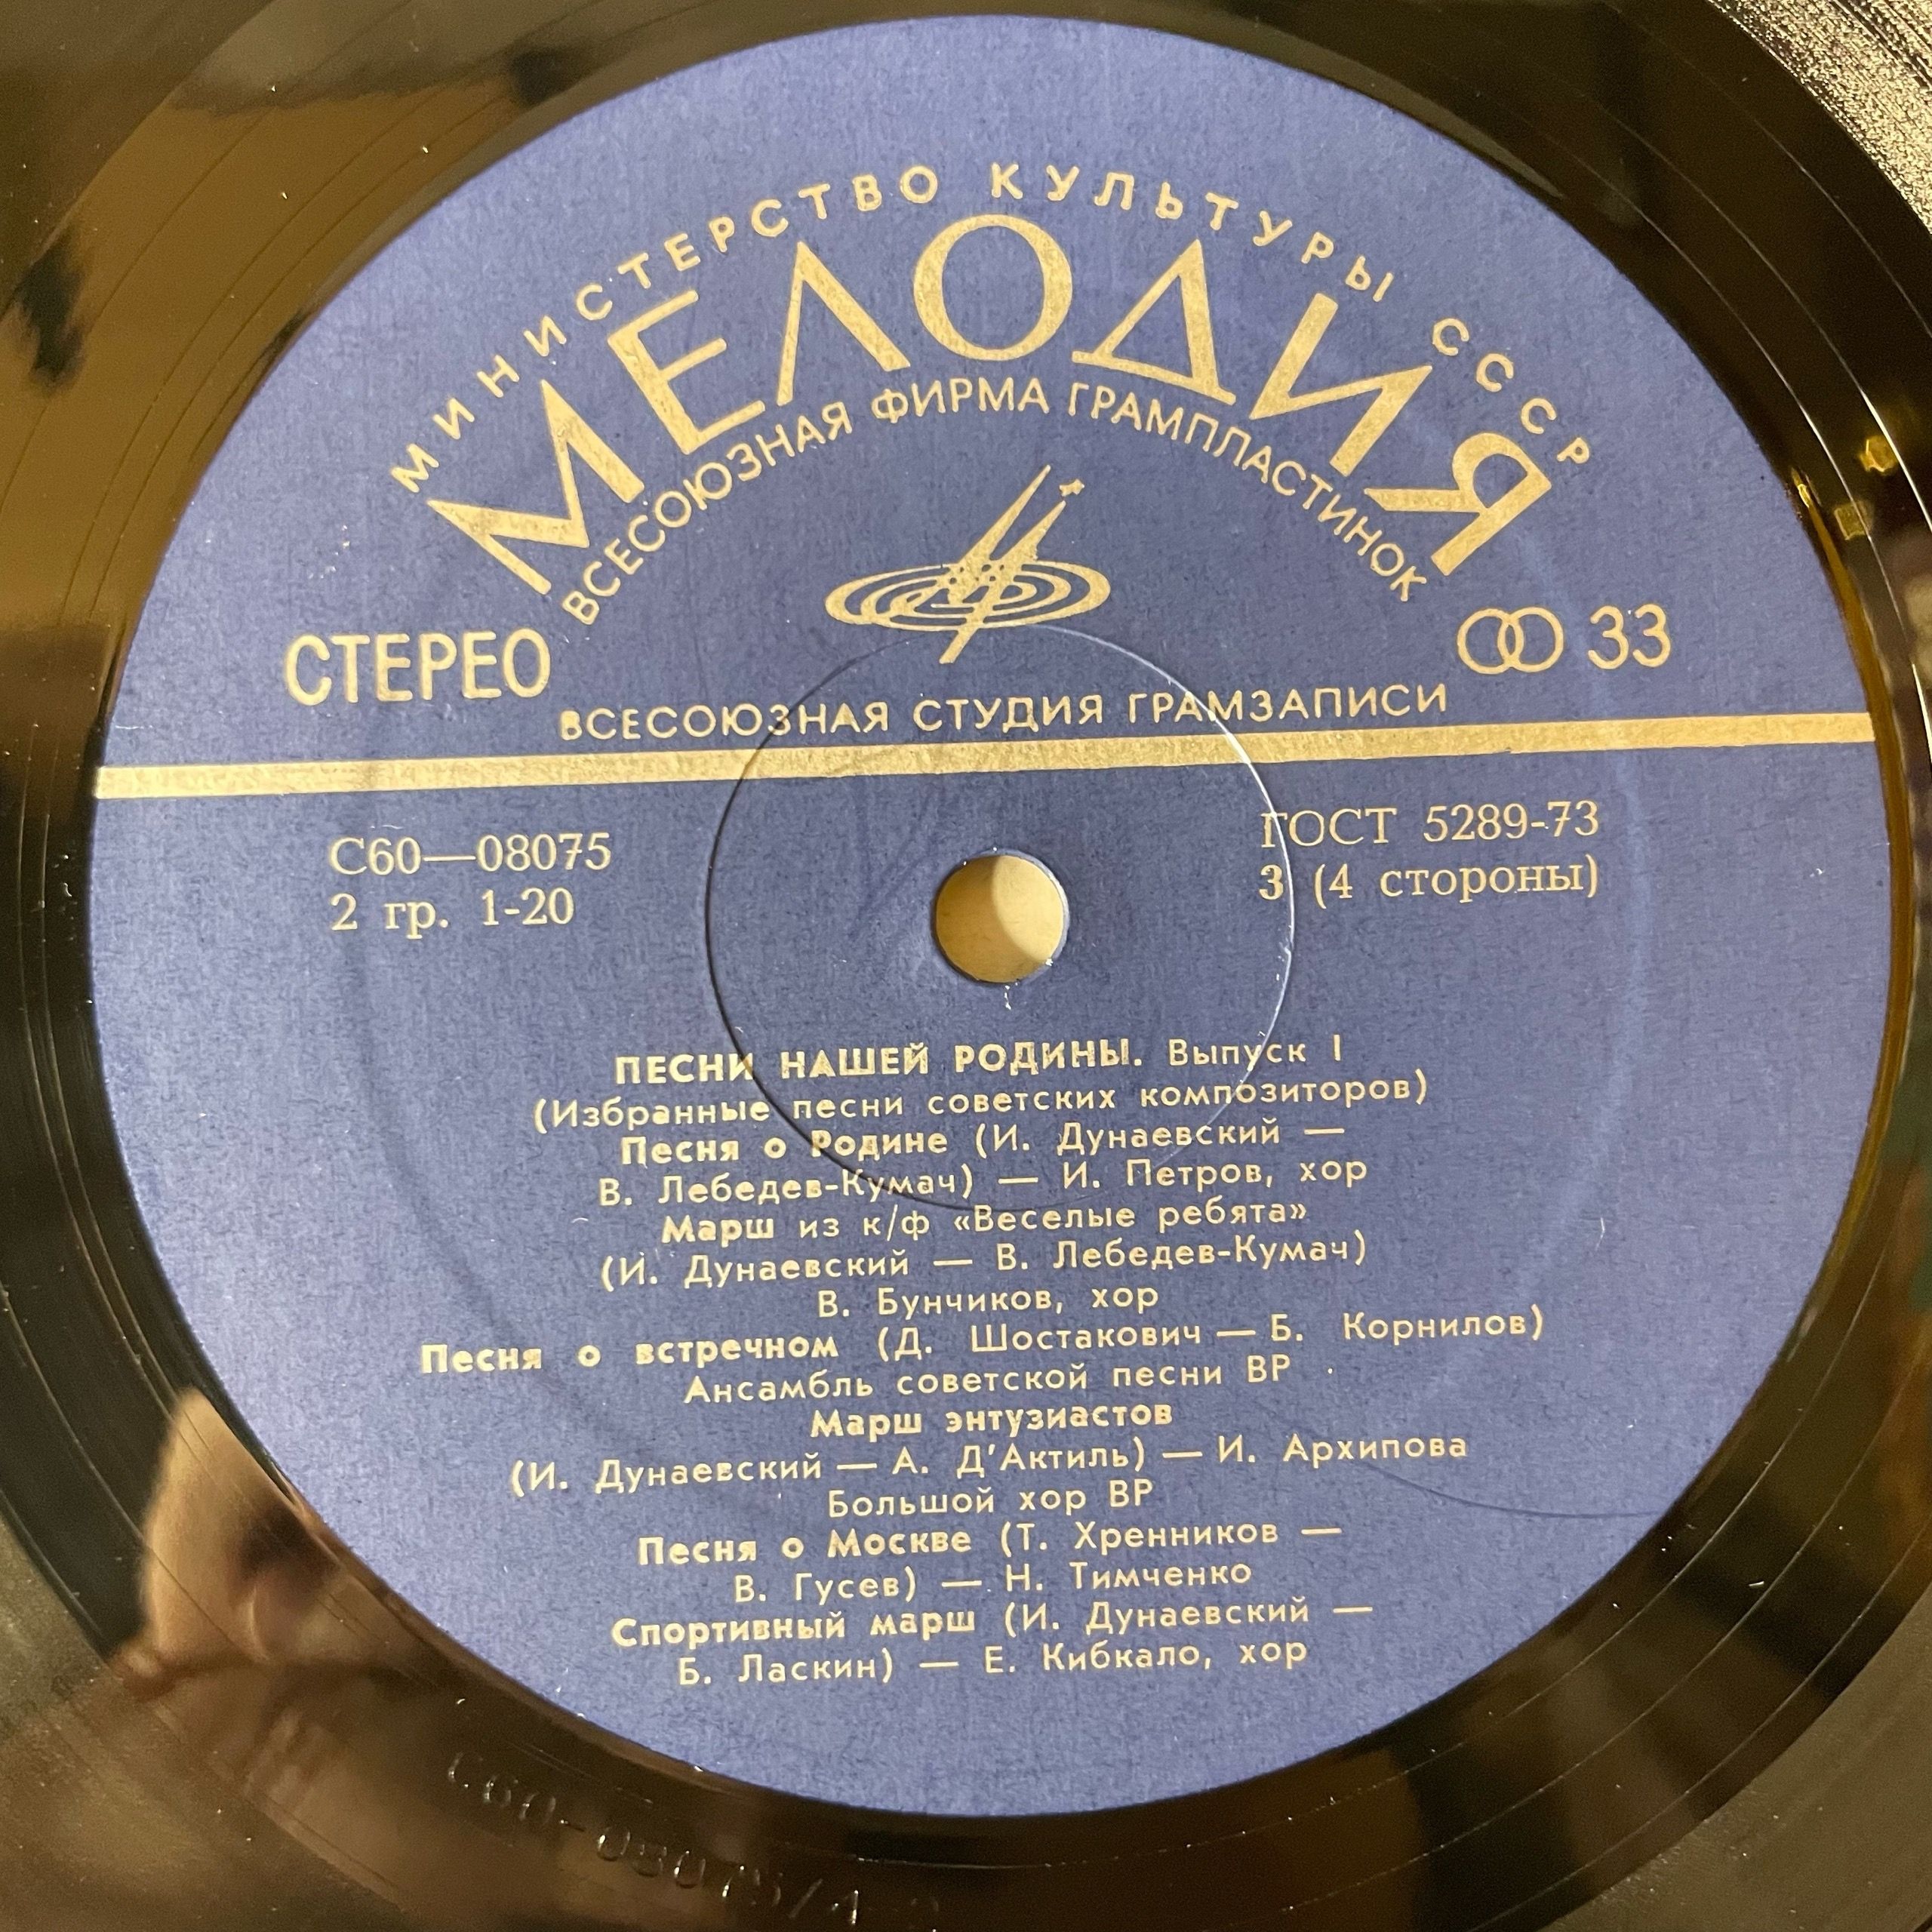 МИНИСТЕРСТВО КУЛЬТУРЫ СССР
МЕЛОДИЯ
ВСЕСОЮЗНАЯ ФИРМА ГРАМПЛАСТИНОК
СТЕРЕО
33
ВСЕСОЮЗНАЯ СТУДИЯ ГРАМЗАПИСИ
С60—08075
2 гр. 1-20
ГОСТ 5289-73
3 (4 стороны)
ПЕСНИ НАШЕЙ РОДИНЫ. Выпуск I
(Избранные песни советских композиторов)
Песня о Родине (И. Дунаевский —
В. Лебедев-Кумач) — И. Петров, хор
Марш из к/ф «Веселые ребята»
(И. Дунаевский — В. Лебедев-Кумач)
В. Бунчиков, хор
Песня о встречном (Д. Шостакович — Б. Корнилов)
Ансамбль советской песни ВР
Марш энтузиастов
(И. Дунаевский — А. Д'Актиль) — И. Архипова
Большой хор ВР
Песня о Москве (Т. Хренников —
В. Гусев) — Н. Тимченко
Спортивный марш (И. Дунаевский —
Б. Ласкин) — Е. Кибкало, хор